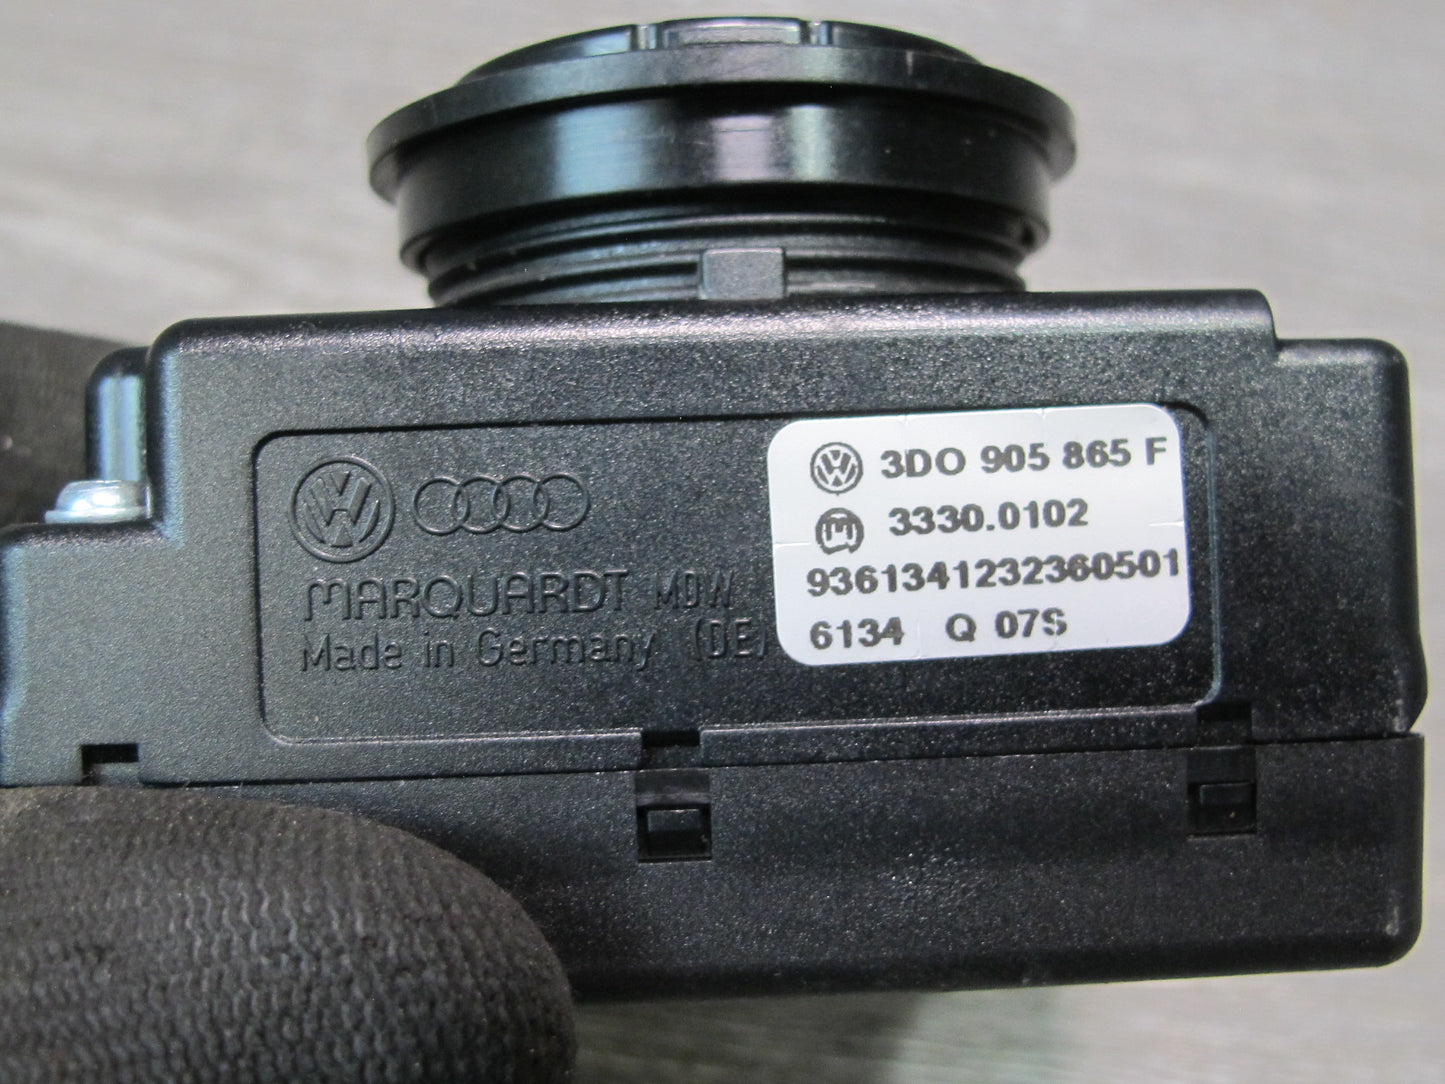 MARQUARDT MDW
Made in Germany (DE)
3D0 905 865 F
3330.0102
9361341232360501
6134 Q 07S